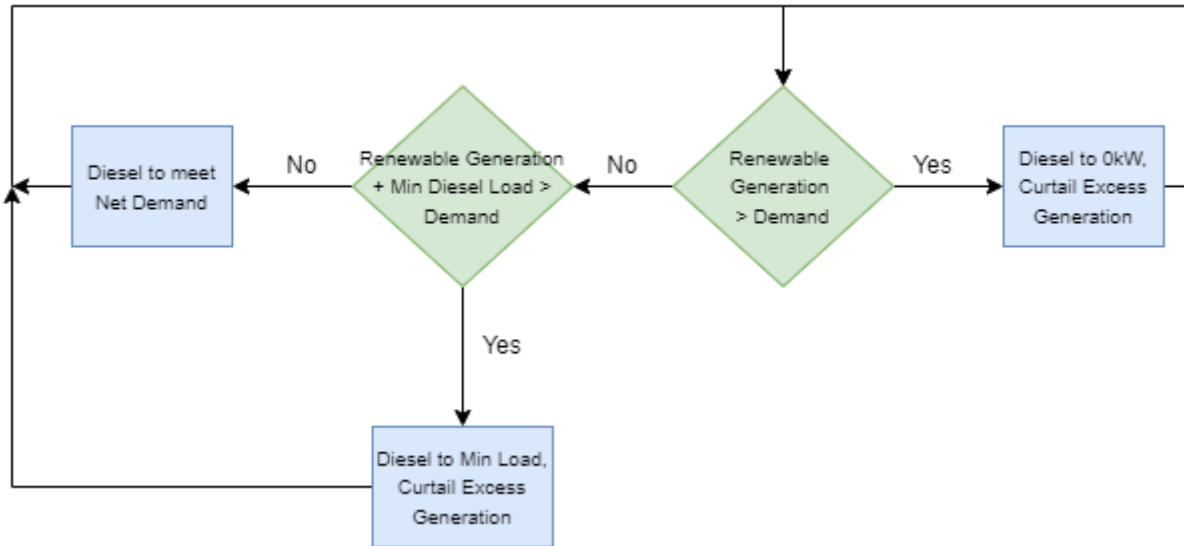 Diesel to meet
Net Demand
No
Renewable Generation
+ Min Diesel Load >
Demand
No
Renewable
Generation
> Demand
Yes
Diesel to 0kW,
Curtail Excess
Generation
Yes
Diesel to Min Load,
Curtail Excess
Generation